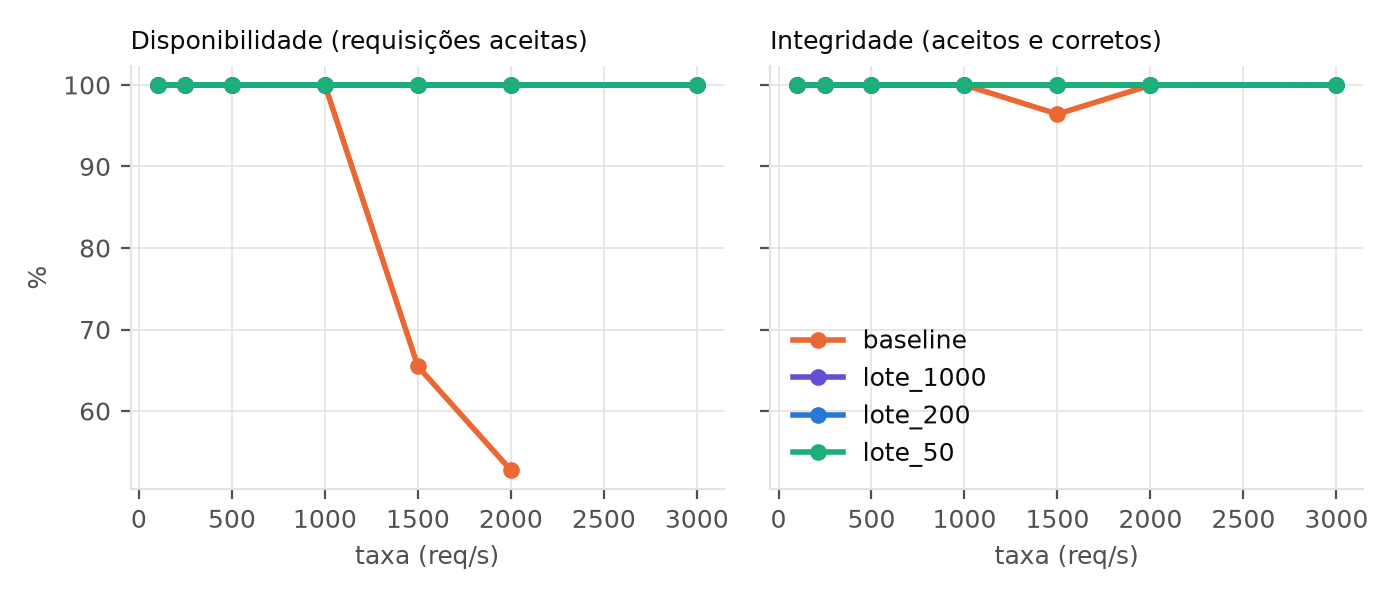 Disponibilidade (requisições aceitas)
Integridade (aceitos e corretos)
100
90
80
70
60
%
0 500 1000 1500 2000 2500 3000
taxa (req/s)
baseline
lote_1000
lote_200
lote_50
0 500 1000 1500 2000 2500 3000
taxa (req/s)